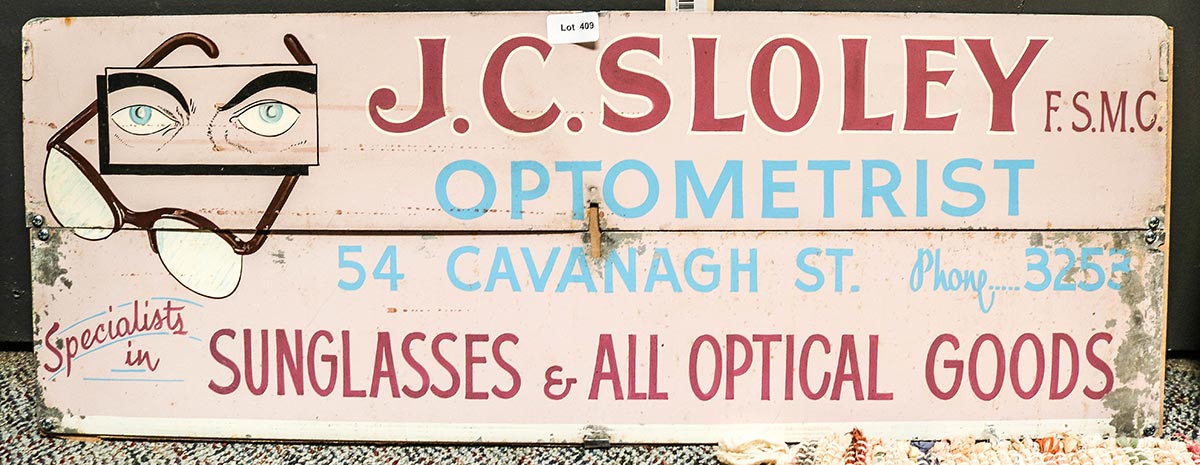 Lot 409
J.C. SLOLEY F.S.M.C.
OPTOMETRIST
54 CAVANAGH ST. Phone..... 3253
Specialists
in
SUNGLASSES & ALL OPTICAL GOODS